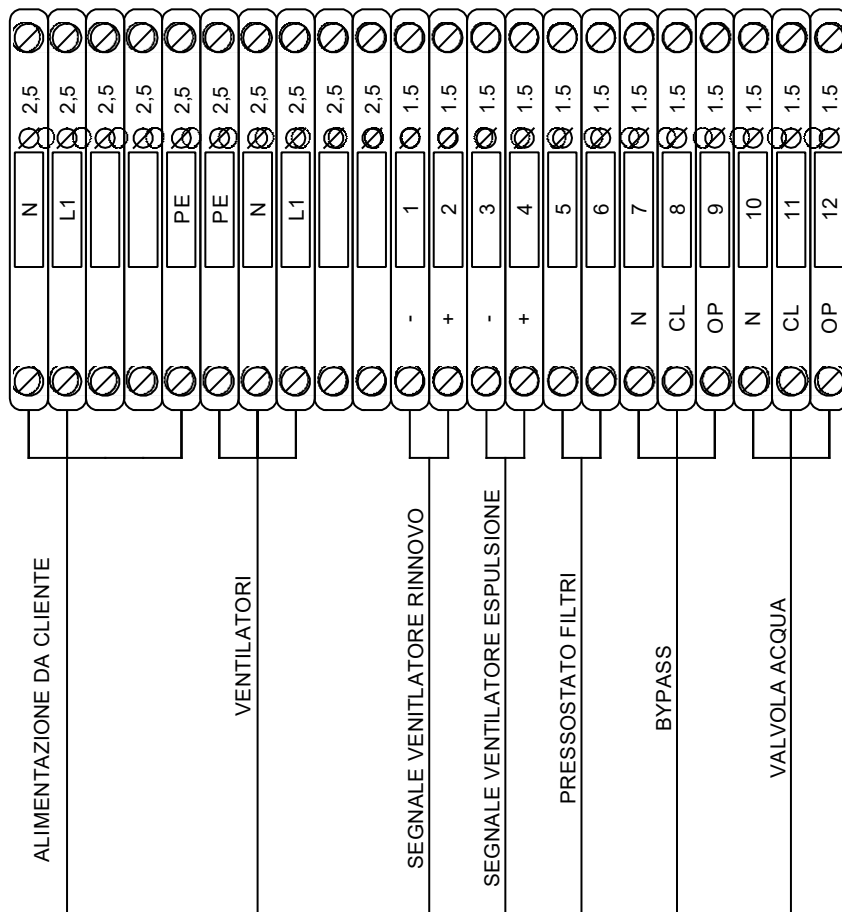 2,5 2,5 2,5 2,5 2,5 2,5 2,5 2,5 2,5 2,5 1.5 1.5 1.5 1.5 1.5 1.5 1.5 1.5 1.5 1.5 1.5 1.5
N L1 PE PE N L1 1 2 3 4 5 6 7 8 9 10 11 12
- + - + N CL OP N CL OP
ALIMENTAZIONE DA CLIENTE
VENTILATORI
SEGNALE VENITLATORE RINNOVO
SEGNALE VENTILATORE ESPULSIONE
PRESSOSTATO FILTRI
BYPASS
VALVOLA ACQUA